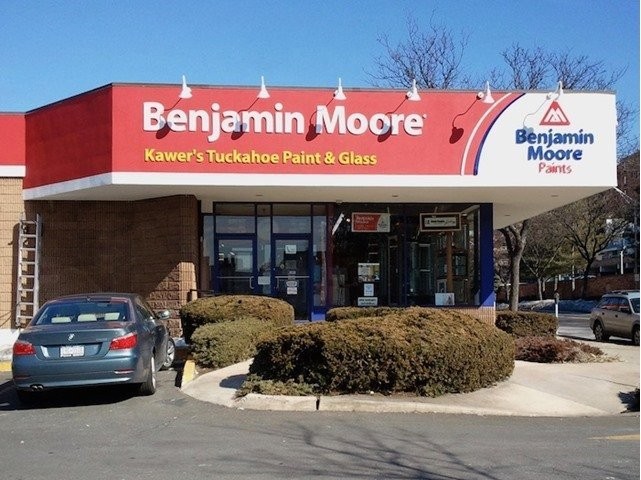 Benjamin Moore
Kawer's Tuckahoe Paint & Glass
Benjamin
Moore
Paints